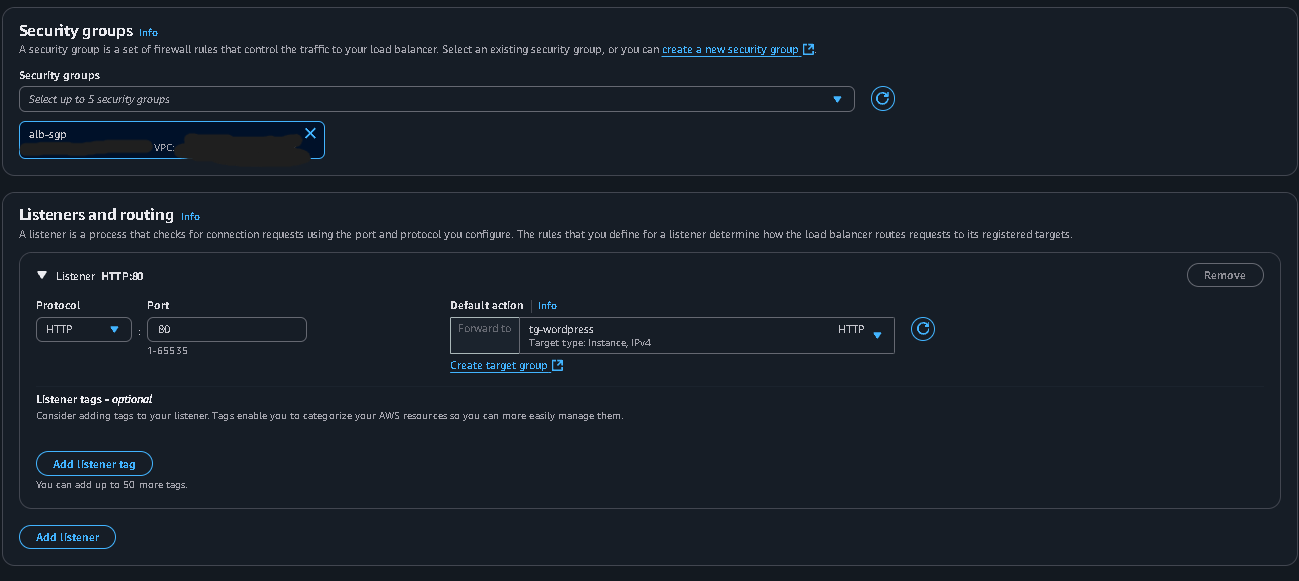 Security groups Info
A security group is a set of firewall rules that control the traffic to your load balancer. Select an existing security group, or you can create a new security group.
Security groups
Select up to 5 security groups
alb-sgp
VPC:
Listeners and routing Info
A listener is a process that checks for connection requests using the port and protocol you configure. The rules that you define for a listener determine how the load balancer routes requests to its registered targets.
Listener HTTP:80
Remove
Protocol Port Default action Info
HTTP : 80 Forward to tg-wordpress HTTP
Target type: Instance, IPv4
1-65535
Create target group
Listener tags - optional
Consider adding tags to your listener. Tags enable you to categorize your AWS resources so you can more easily manage them.
Add listener tag
You can add up to 50 more tags.
Add listener